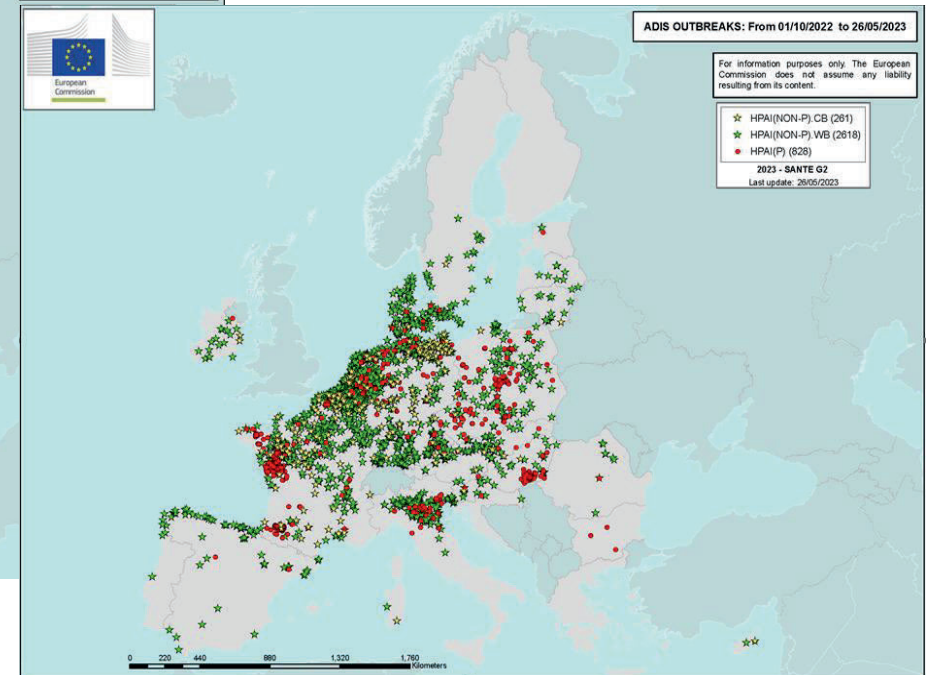 European
Commission
ADIS OUTBREAKS: From 01/10/2022 to 26/05/2023
For information purposes only. The European
Commission does not assume any liability
resulting from its content.
HPAI(NON-P).CB (261)
HPAI(NON-P).WB (2618)
HPAI(P) (828)
2023 - SANTE G2
Last update: 26/05/2023
0 220 440 880 1,320 1,760
Kilometers